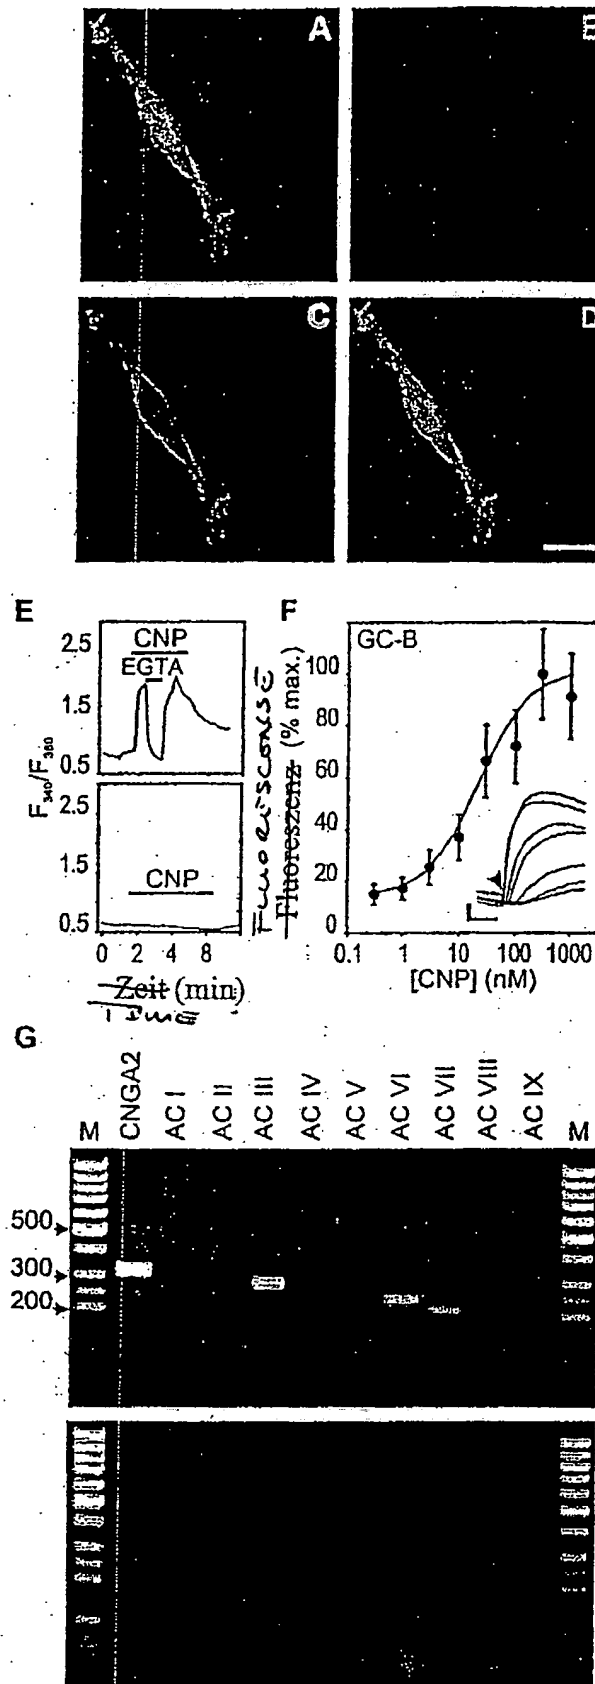 A
B
C
D
E
2.5
1.5
0.5
CNP
EGTA
F340/F380
2.5
1.5
0.5
CNP
0 4 8
Zeit (min)
TIME
F
GC-B
Fluoreszenz (% max.)
100
80
60
40
20
0
0.1 1 10 100 1000
[CNP] (nM)
G
M CNGA2 AC I AC II AC III AC IV AC V AC VI AC VII AC VIII AC IX M
500
300
200